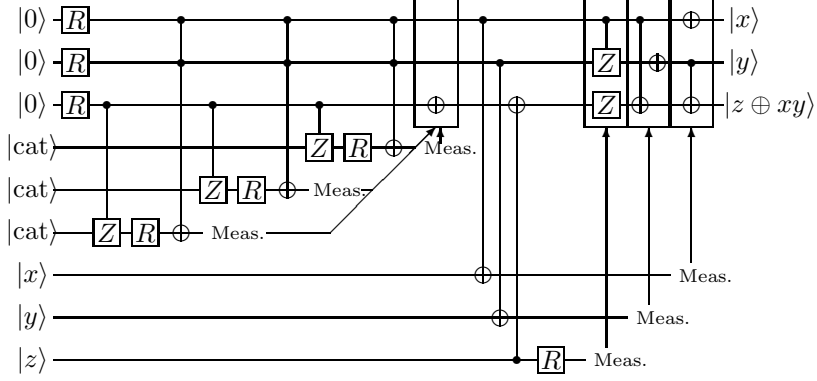 |0⟩ R |x⟩
|0⟩ R Z |y⟩
|0⟩ R Z |z ⊕ xy⟩
|cat⟩ Z R Meas.
|cat⟩ Z R Meas.
|cat⟩ Z R Meas.
|x⟩ Meas.
|y⟩ Meas.
|z⟩ R Meas.